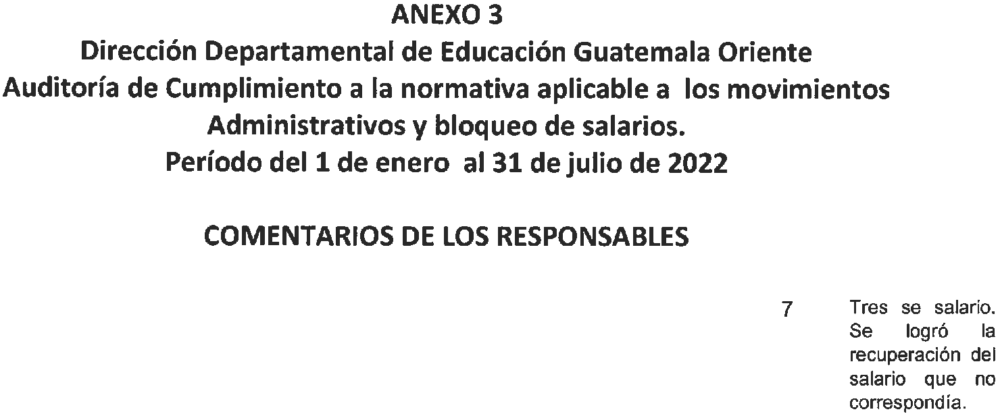 ANEXO 3
Dirección Departamental de Educación Guatemala Oriente
Auditoría de Cumplimiento a la normativa aplicable a los movimientos
Administrativos y bloqueo de salarios.
Período del 1 de enero al 31 de julio de 2022
COMENTARIOS DE LOS RESPONSABLES
7 Tres se salario.
Se logró la
recuperación del
salario que no
correspondía.